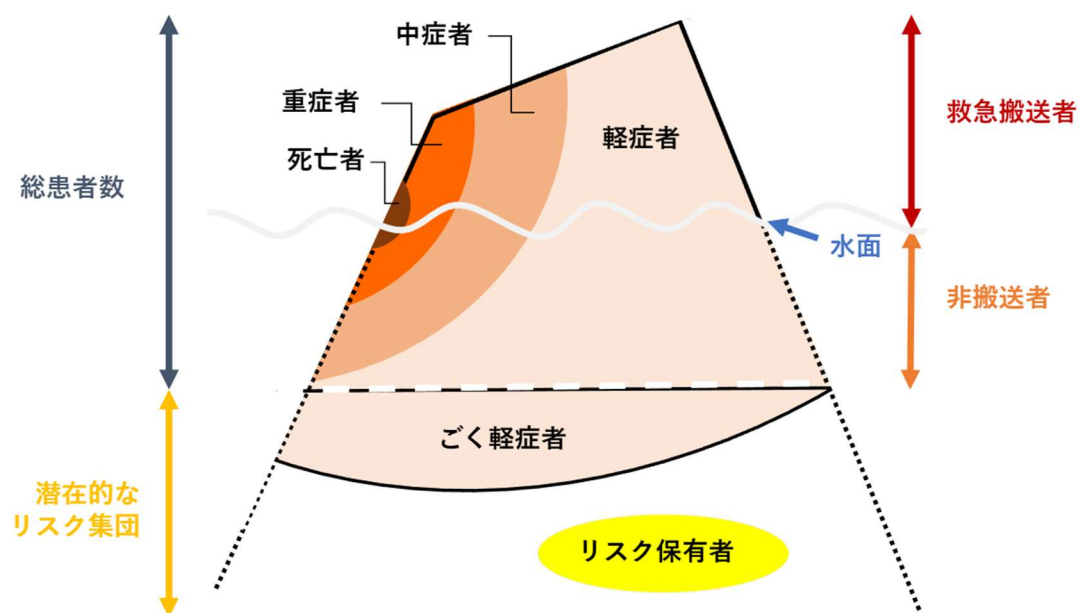 中症者
重症者
死亡者
軽症者
救急搬送者
総患者数
水面
非搬送者
ごく軽症者
潜在的な
リスク集団
リスク保有者